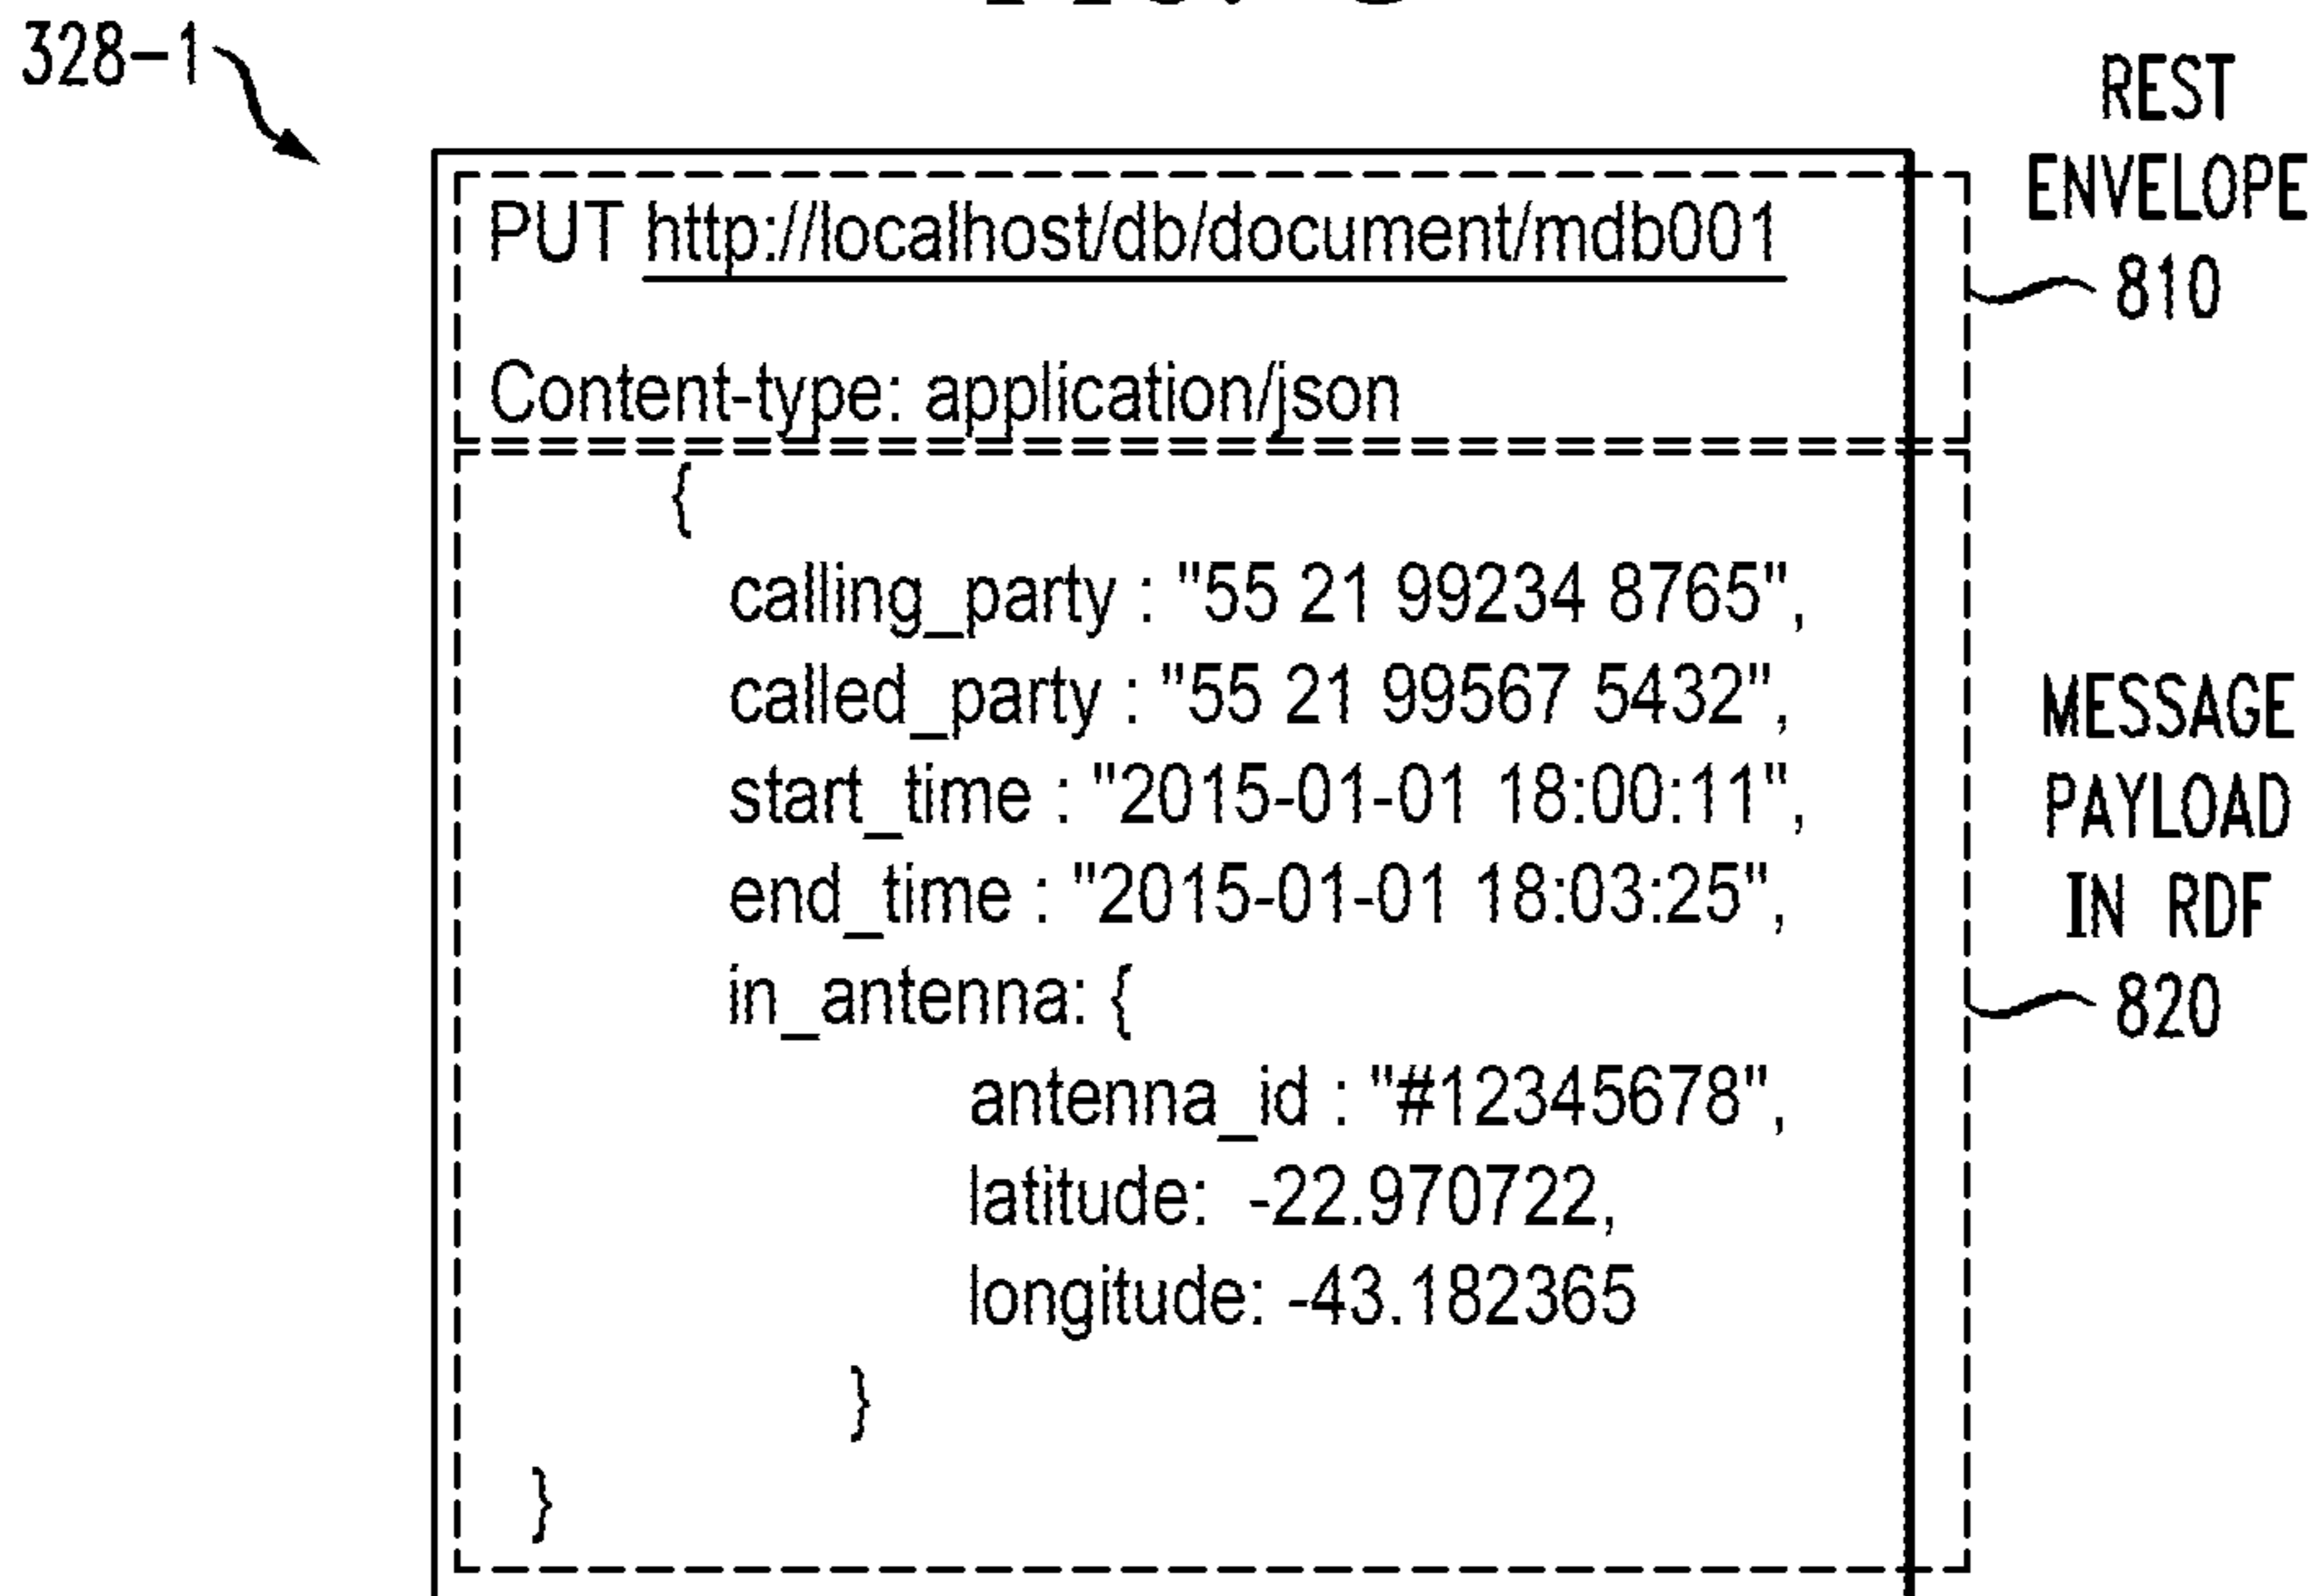 328-1
REST
ENVELOPE
810
PUT http://localhost/db/document/mdb001
Content-type: application/json
{
calling_party : "55 21 99234 8765",
called_party : "55 21 99567 5432",
start_time : "2015-01-01 18:00:11",
end_time : "2015-01-01 18:03:25",
in_antenna: {
antenna_id : "#12345678",
latitude: -22.970722,
longitude: -43.182365
}
}
MESSAGE
PAYLOAD
IN RDF
820